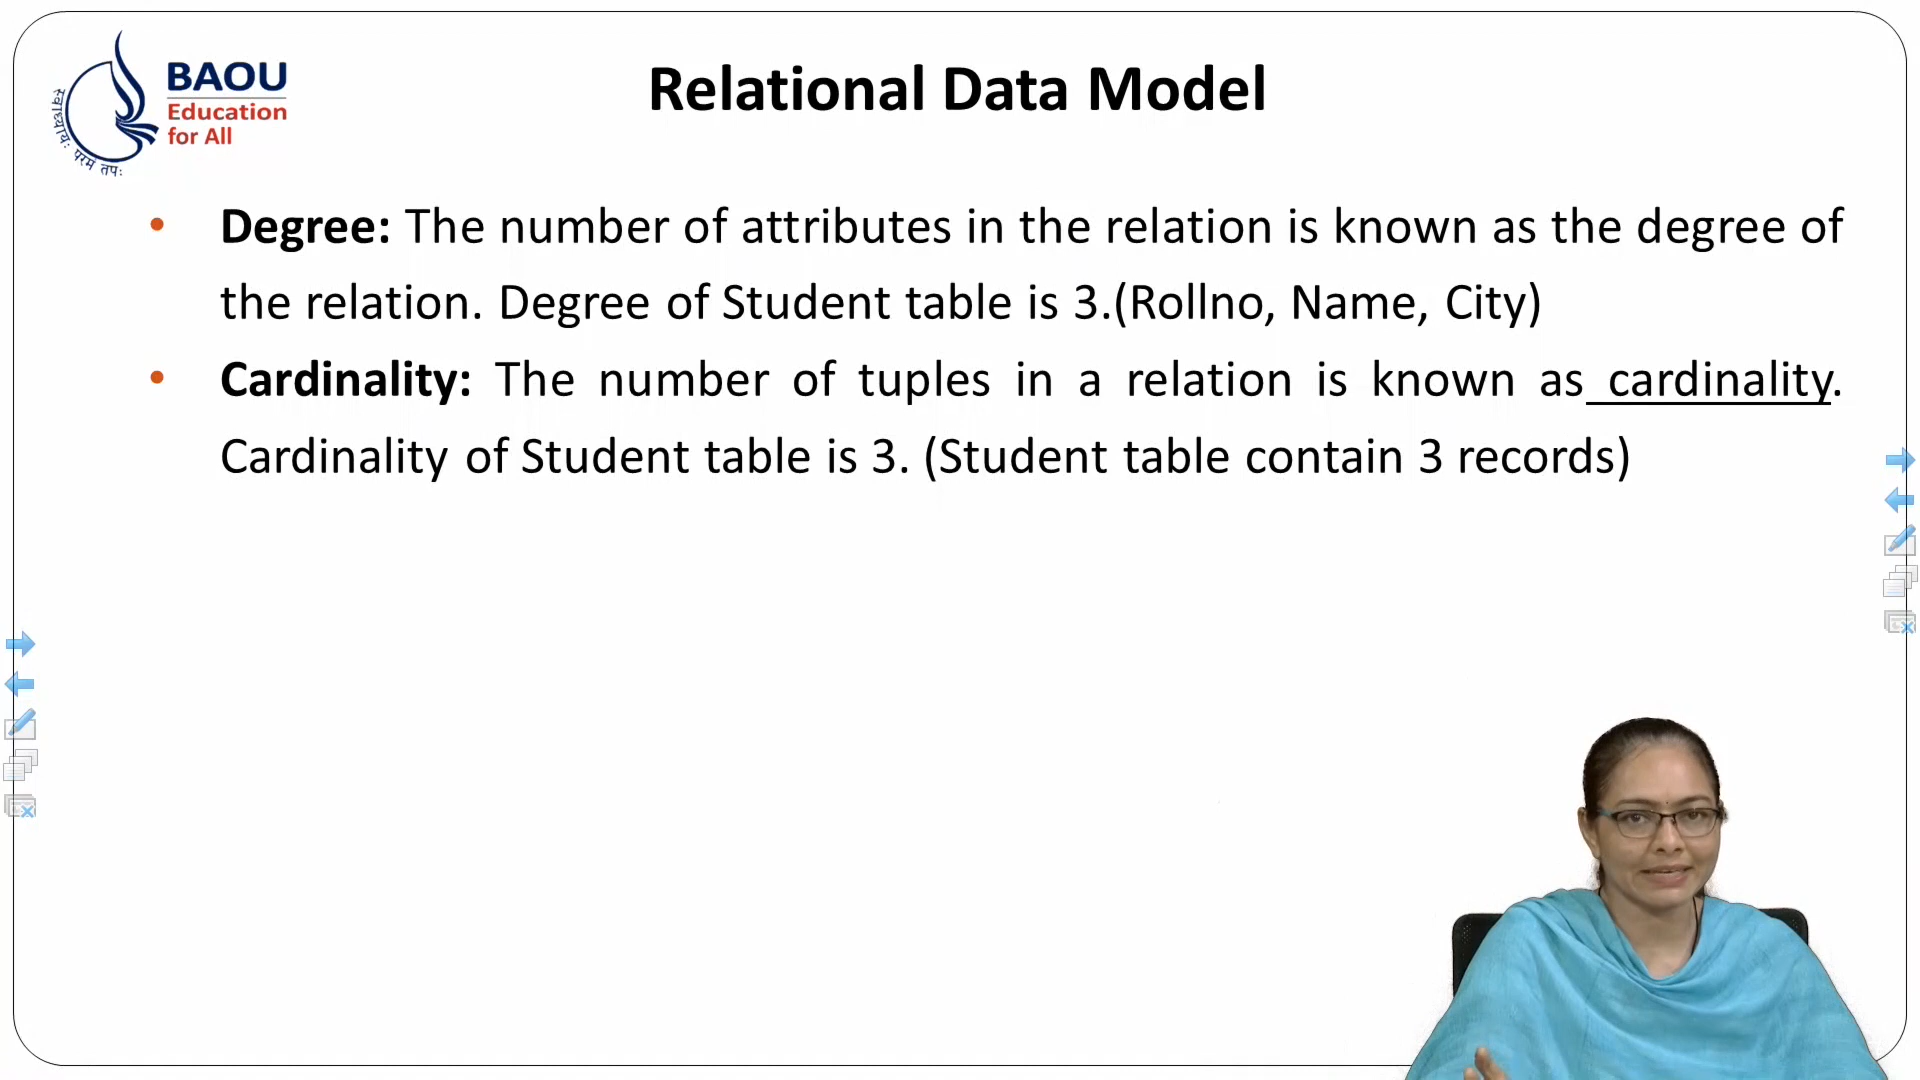 BAOU
Education
for All
स्वाध्यायः परमं तपः
Relational Data Model
• Degree: The number of attributes in the relation is known as the degree of
the relation. Degree of Student table is 3.(Rollno, Name, City)
• Cardinality: The number of tuples in a relation is known as cardinality.
Cardinality of Student table is 3. (Student table contain 3 records)